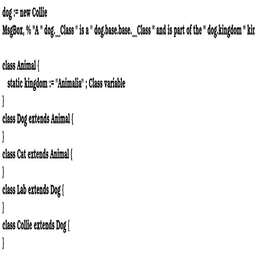 dog := new Collie
MsgBox, % "A " dog.__Class " is a " dog.base.base.__Class " and is part of the " dog.kingdom " kin
class Animal {
static kingdom := "Animalia" ; Class variable
}
class Dog extends Animal {
}
class Cat extends Animal {
}
class Lab extends Dog {
}
class Collie extends Dog {
}